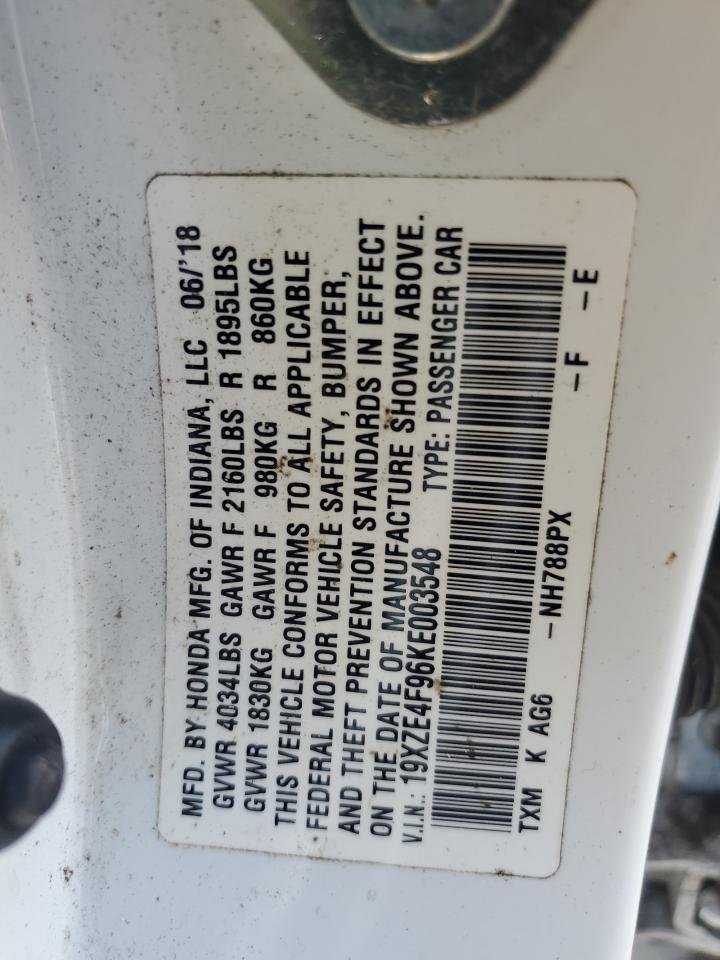 MFD. BY HONDA MFG. OF INDIANA, LLC 06/'18
GVWR 4034LBS GAWR F 2160LBS R 1895LBS
GVWR 1830KG GAWR F 980KG R 860KG
THIS VEHICLE CONFORMS TO ALL APPLICABLE
FEDERAL MOTOR VEHICLE SAFETY, BUMPER,
AND THEFT PREVENTION STANDARDS IN EFFECT
ON THE DATE OF MANUFACTURE SHOWN ABOVE.
V.I.N.: 19XZE4F96KE003548 TYPE: PASSENGER CAR
TXM K AG6 -NH788PX -F -E